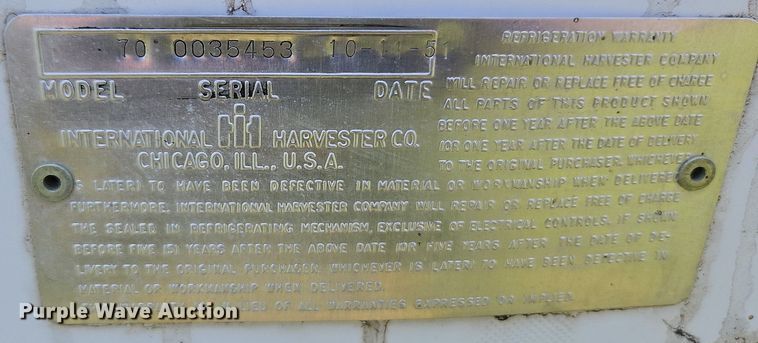 70 0035453 10-11-51
MODEL SERIAL DATE
INTERNATIONAL IH HARVESTER CO.
CHICAGO, ILL., U.S.A.
REFRIGERATION WARRANTY
INTERNATIONAL HARVESTER COMPANY
WILL REPAIR OR REPLACE FREE OF CHARGE
ALL PARTS OF THIS PRODUCT SHOWN
BEFORE ONE YEAR AFTER THE ABOVE DATE
(OR ONE YEAR AFTER THE DATE OF DELIVERY
TO THE ORIGINAL PURCHASER, WHICHEVER
IS LATER) TO HAVE BEEN DEFECTIVE IN MATERIAL OR WORKMANSHIP WHEN DELIVERED.
FURTHERMORE, INTERNATIONAL HARVESTER COMPANY WILL REPAIR OR REPLACE FREE OF CHARGE
THE SEALED IN REFRIGERATING MECHANISM, EXCLUSIVE OF ELECTRICAL CONTROLS, IF SHOWN
BEFORE FIVE (5) YEARS AFTER THE ABOVE DATE (OR FIVE YEARS AFTER THE DATE OF DE-
LIVERY TO THE ORIGINAL PURCHASER, WHICHEVER IS LATER) TO HAVE BEEN DEFECTIVE IN
MATERIAL OR WORKMANSHIP WHEN DELIVERED.
IN LIEU OF ALL WARRANTIES EXPRESSED OR IMPLIED.
Purple Wave Auction